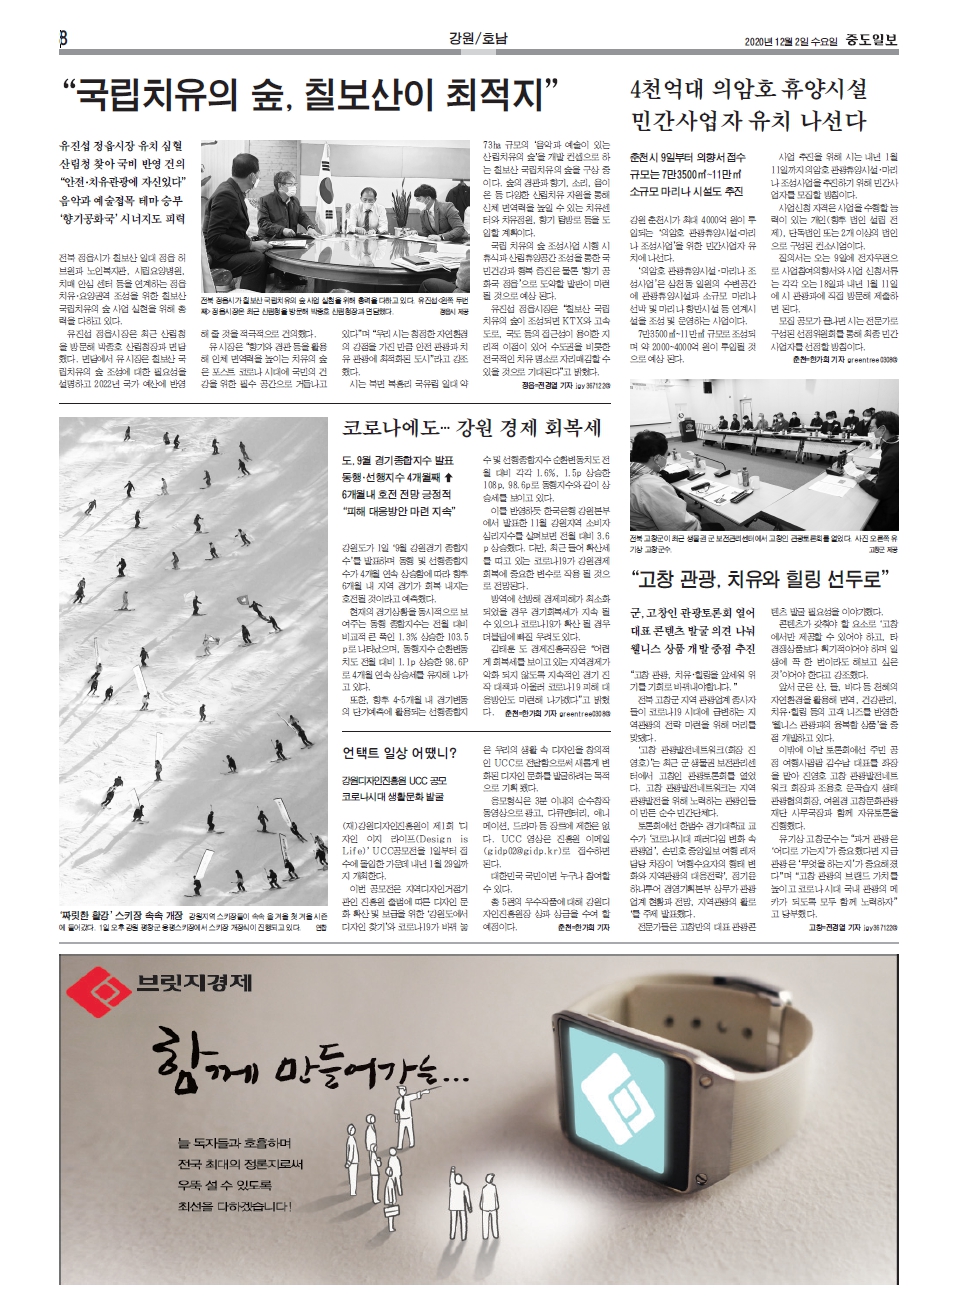 8
강원/호남
2020년 12월 2일 수요일 중도일보
“국립치유의 숲, 칠보산이 최적지”
유진섭 정읍시장 유치 심혈
산림청 찾아 국비 반영 건의
“안전·치유관광에 자신있다”
음악과 예술접목 테마 승부
‘향기공화국’ 시너지도 피력
전북 정읍시가 칠보산 일대 정읍 허
브원과 노인복지관, 시립요양병원,
치매 안심 센터 등을 연계하는 정읍
치유·요양권역 조성을 위한 칠보산
국립치유의 숲 사업 실현을 위해 총
력을 다하고 있다.
유진섭 정읍시장은 최근 산림청
을 방문해 박종호 산림청장과 면담
했다. 면담에서 유 시장은 칠보산 국
립치유의 숲 조성에 대한 필요성을
설명하고 2022년 국가 예산에 반영
전북 정읍시가 칠보산 국립치유의 숲 사업 실현을 위해 총력을 다하고 있다. 유진섭<왼쪽 두번
째> 정읍시장은 최근 산림청을 방문해 박종호 산림청장과 면담했다. 정읍시 제공
해 줄 것을 적극적으로 건의했다.
유 시장은 “향기와 경관 등을 활용
해 인체 면역력을 높이는 치유의 숲
은 포스트 코로나 시대에 국민의 건
강을 위한 필수 공간으로 거듭나고
있다”며 “우리 시는 청정한 자연환경
의 강점을 가진 만큼 안전 관광과 치
유 관광에 최적화된 도시”라고 강조
했다.
시는 북면 복흥리 국유림 일대 약
73㏊ 규모의 ‘음악과 예술이 있는
산림치유의 숲’을 개발 컨셉으로 하
는 칠보산 국립치유의 숲을 구상 중
이다. 숲의 경관과 향기, 소리, 음이
온 등 다양한 산림치유 자원을 통해
신체 면역력을 높일 수 있는 치유센
터와 치유정원, 향기 탐방로 등을 도
입할 계획이다.
국립 치유의 숲 조성사업 시행 시
휴식과 산림휴양공간 조성을 통한 국
민건강과 행복 증진은 물론 ‘향기 공
화국 정읍’으로 도약할 발판이 마련
될 것으로 예상 된다.
유진섭 정읍시장은 “칠보산 국립
치유의 숲이 조성되면 KTX와 고속
도로, 국도 등의 접근성이 용이한 지
리적 이점이 있어 수도권을 비롯한
전국적인 치유 명소로 자리매김할 수
있을 것으로 기대된다”고 밝혔다.
정읍=전경열 기자 jgy367122@
4천억대 의암호 휴양시설
민간사업자 유치 나선다
춘천시 9일부터 의향서 접수
규모는 7만3500㎡~11만㎡
소규모 마리나 시설도 추진
강원 춘천시가 최대 4000억 원이 투
입되는 ‘의암호 관광휴양시설·마리
나 조성사업’을 위한 민간사업자 유
치에 나선다.
‘의암호 관광휴양시설·마리나 조
성사업’은 삼천동 일원의 수변공간
에 관광휴양시설과 소규모 마리나
선박 및 마리나 항만시설 등 연계시
설을 조성 및 운영하는 사업이다.
7만3500㎡~11만㎡ 규모로 조성되
며 약 2000~4000억 원이 투입될 것
으로 예상 된다.
사업 추진을 위해 시는 내년 1월
11일까지 의암호 관광휴양시설·마리
나 조성사업을 추진하기 위해 민간사
업자를 모집할 방침이다.
사업신청 자격은 사업을 수행할 능
력이 있는 개인(향후 법인 설립 전
제), 단독법인 또는 2개 이상의 법인
으로 구성된 컨소시엄이다.
질의서는 오는 9일에 전자우편으
로 사업참여의향서와 사업 신청서류
는 각각 오는 18일과 내년 1월 11일
에 시 관광과에 직접 방문해 제출하
면 된다.
모집 공모가 끝나면 시는 전문가로
구성된 선정위원회를 통해 최종 민간
사업자를 선정할 방침이다.
춘천=한가희 기자 greentree0308@
전북 고창군이 최근 생물권 군 보전관리센터에서 고창인 관광토론회를 열었다. 사진 오른쪽 유
기상 고창군수. 고창군 제공
“고창 관광, 치유와 힐링 선두로”
군, 고창인 관광토론회 열어
대표 콘텐츠 발굴 의견 나눠
웰니스 상품 개발 중점 추진
“고창 관광, 치유·힐링을 앞세워 위
기를 기회로 바꿔내야합니다.”
전북 고창군 지역 관광업계 종사자
들이 코로나19 시대에 급변하는 지
역관광의 전략 마련을 위해 머리를
맞댔다.
‘고창 관광발전네트워크(회장 진
영호)’는 최근 군 생물권 보전관리센
터에서 고창인 관광토론회를 열었
다. 고창 관광발전네트워크는 지역
관광발전을 위해 노력하는 관광인들
이 만든 순수 민간단체다.
토론회에선 한범수 경기대학교 교
수가 ‘코로나시대 패러다임 변화 속
관광업’, 손민호 중앙일보 여행 레저
담당 차장이 ‘여행수요자의 행태 변
화와 지역관광의 대응전략’, 정기윤
하나투어 경영기획본부 상무가 관광
업계 현황과 전망, 지역관광의 활로
’를 주제 발표했다.
전문가들은 고창만의 대표 관광콘
텐츠 발굴 필요성을 이야기했다.
콘텐츠가 갖춰야 할 요소로 ‘고창
에서만 제공할 수 있어야 하고, 타
경쟁상품보다 획기적이어야 하며 일
생에 꼭 한 번이라도 해보고 싶은
것’이어야 한다고 강조했다.
앞서 군은 산, 들, 바다 등 천혜의
자연환경을 활용해 면역, 건강관리,
치유·힐링 등의 고객 니즈를 반영한
‘웰니스 관광과의 융복합 상품’을 중
점 개발하고 있다.
이밖에 이날 토론회에선 주민 공
정 여행사팜팜 김수남 대표를 좌장
을 맡아 진영호 고창 관광발전네트
워크 회장과 조용호 운곡습지 생태
관광협의회장, 여원경 고창문화관광
재단 사무국장과 함께 자유토론을
진행했다.
유기상 고창군수는 “과거 관광은
‘어디로 가는지’가 중요했다면 지금
관광은 ‘무엇을 하는지’가 중요해졌
다”며 “고창 관광의 브랜드 가치를
높이고 코로나 시대 국내 관광의 메
카가 되도록 모두 함께 노력하자”
고 당부했다.
고창=전경열 기자 jgy367122@
‘짜릿한 활강’ 스키장 속속 개장 강원지역 스키장들이 속속 올 겨울 첫 겨울 시즌
에 들어갔다. 1일 오후 강원 평창군 용평스키장에서 스키장 개장식이 진행되고 있다. 연합
코로나에도… 강원 경제 회복세
도, 9월 경기종합지수 발표
동행·선행지수 4개월째 ⬆
6개월내 호전 전망 긍정적
“피해 대응방안 마련 지속”
강원도가 1일 ‘9월 강원경기 종합지
수’를 발표하며 동행 및 선행종합지
수가 4개월 연속 상승함에 따라 향후
6개월 내 지역 경기가 회복 내지는
호전될 것이라고 예측했다.
현재의 경기상황을 동시적으로 보
여주는 동행 종합지수는 전월 대비
비교적 큰 폭인 1.3% 상승한 103.5
p로 나타났으며, 동행지수 순환변동
치도 전월 대비 1.1p 상승한 98.6P
로 4개월 연속 상승세를 유지해 나가
고 있다.
또한, 향후 4~5개월 내 경기변동
의 단기예측에 활용되는 선행종합지
수 및 선행종합지수 순환변동치도 전
월 대비 각각 1.6%, 1.5p 상승한
108p, 98.6p로 동행지수와 같이 상
승세를 보이고 있다.
이를 반영하듯 한국은행 강원본부
에서 발표한 11월 강원지역 소비자
심리지수를 살펴보면 전월 대비 3.6
p 상승했다. 다만, 최근 들어 확산세
를 띠고 있는 코로나19가 강원경제
회복에 중요한 변수로 작용 될 것으
로 전망된다.
방역에 선방해 경제피해가 최소화
되었을 경우 경기회복세가 지속 될
수 있으나 코로나19가 확산 될 경우
더블딥에 빠질 우려도 있다.
김태훈 도 경제진흥국장은 “어렵
게 회복세를 보이고 있는 지역경제가
악화 되지 않도록 지속적인 경기 진
작 대책과 아울러 코로나19 피해 대
응방안도 마련해 나가겠다”고 밝혔
다. 춘천=한가희 기자 greentree0308@
언택트 일상 어땠니?
강원디자인진흥원 UCC 공모
코로나시대 생활문화 발굴
(재)강원디자인진흥원이 제1회 ‘디
자인 이지 라이프(Design is
Life)’ UCC공모전을 1일부터 접
수에 돌입한 가운데 내년 1월 29일까
지 개최한다.
이번 공모전은 지역디자인거점기
관인 진흥원 출범에 따른 디자인 문
화 확산 및 보급을 위한 ‘강원도에서
디자인 찾기’와 코로나19가 바꿔 놓
은 우리의 생활 속 디자인을 창의적
인 UCC로 전달함으로써 새롭게 변
화된 디자인 문화를 발굴하려는 목적
으로 기획 됐다.
응모형식은 3분 이내의 순수창작
동영상으로 광고, 다큐멘터리, 애니
메이션, 드라마 등 장르에 제한은 없
다. UCC 영상은 진흥원 이메일
(gidp02@gidp.kr)로 접수하면
된다.
대한민국 국민이면 누구나 참여할
수 있다.
총 5편의 우수작품에 대해 강원디
자인진흥원장 상과 상금을 수여 할
예정이다. 춘천=한가희 기자
브릿지경제
함께 만들어가는...
늘 독자들과 호흡하며
전국 최대의 정론지로써
우뚝 설 수 있도록
최선을 다하겠습니다!